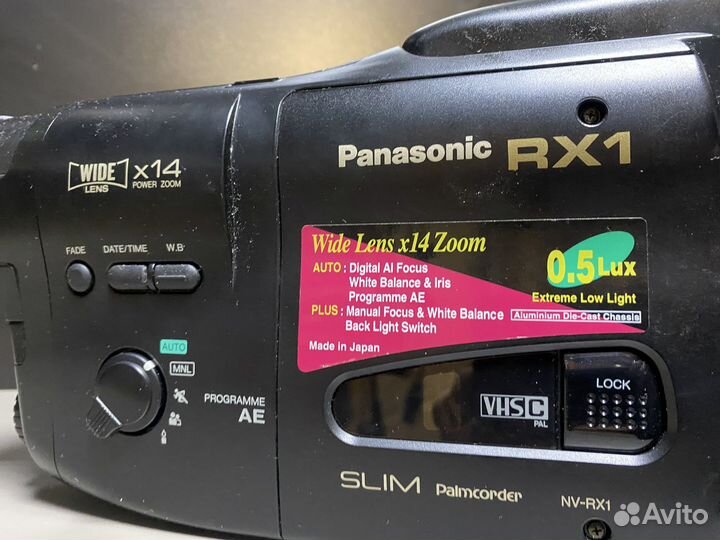 Panasonic RX1
WIDE LENS x14 POWER ZOOM
FADE DATE/TIME W.B
Wide Lens x14 Zoom
AUTO : Digital AI Focus
White Balance & Iris
Programme AE
PLUS : Manual Focus & White Balance
Back Light Switch
Made in Japan
0.5Lux
Extreme Low Light
Aluminium Die-Cast Chassis
AUTO
MNL
PROGRAMME
AE
VHS C
PAL
LOCK
SLIM Palmcorder
NV-RX1
Avito